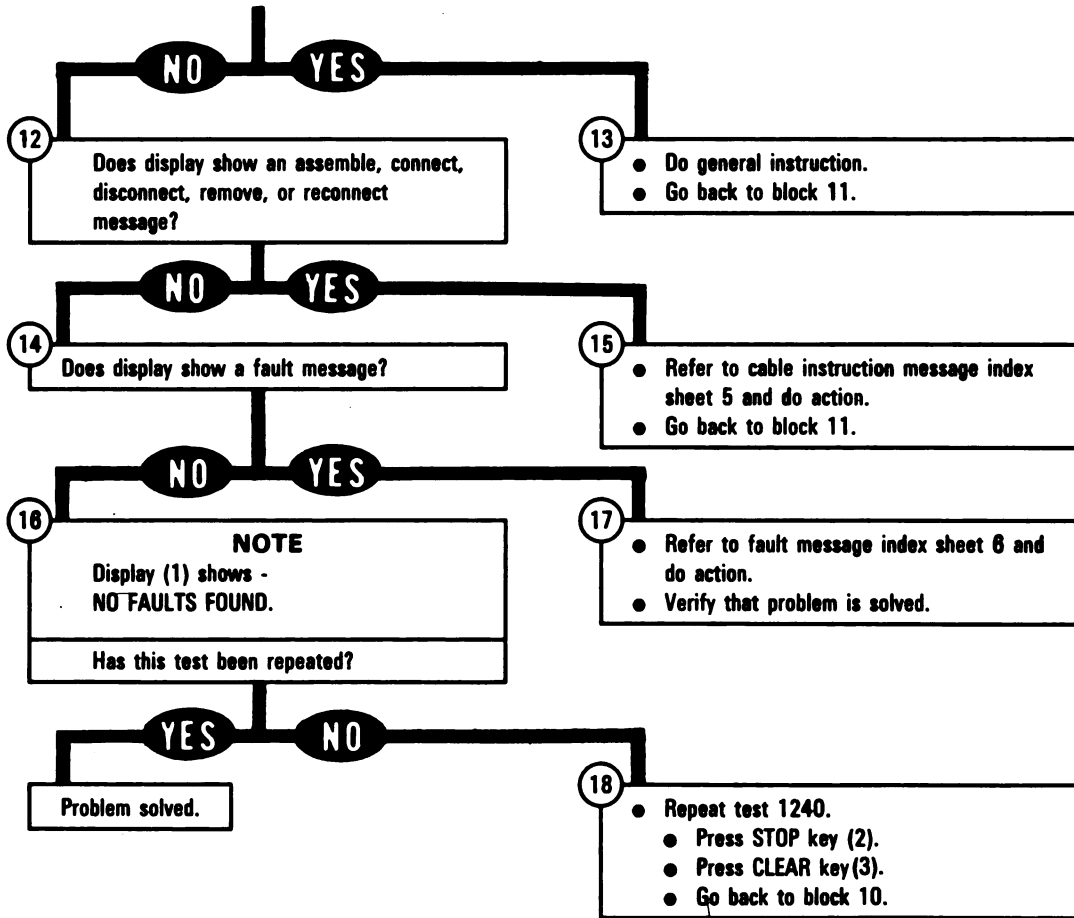 NO YES
12
Does display show an assemble, connect,
disconnect, remove, or reconnect
message?
13
● Do general instruction.
● Go back to block 11.
NO YES
14
Does display show a fault message?
15
● Refer to cable instruction message index
sheet 5 and do action.
● Go back to block 11.
NO YES
16
NOTE
Display (1) shows -
NO FAULTS FOUND.
Has this test been repeated?
17
● Refer to fault message index sheet 6 and
do action.
● Verify that problem is solved.
YES NO
Problem solved.
18
● Repeat test 1240.
● Press STOP key (2).
● Press CLEAR key (3).
● Go back to block 10.